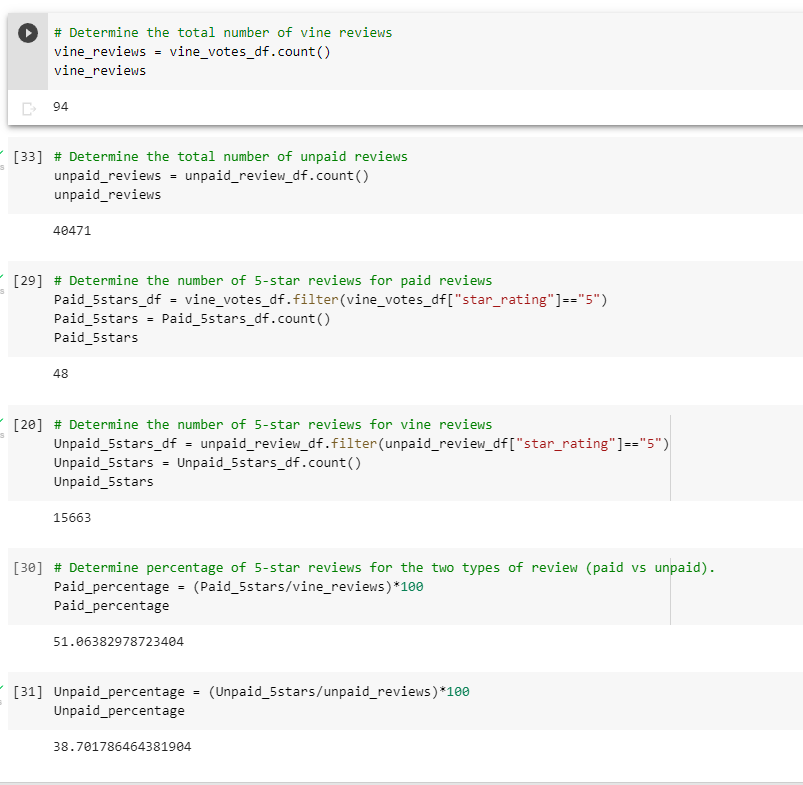 # Determine the total number of vine reviews
vine_reviews = vine_votes_df.count()
vine_reviews
94
[33] # Determine the total number of unpaid reviews
unpaid_reviews = unpaid_review_df.count()
unpaid_reviews
40471
[29] # Determine the number of 5-star reviews for paid reviews
Paid_5stars_df = vine_votes_df.filter(vine_votes_df["star_rating"]=="5")
Paid_5stars = Paid_5stars_df.count()
Paid_5stars
48
[20] # Determine the number of 5-star reviews for vine reviews
Unpaid_5stars_df = unpaid_review_df.filter(unpaid_review_df["star_rating"]=="5")
Unpaid_5stars = Unpaid_5stars_df.count()
Unpaid_5stars
15663
[30] # Determine percentage of 5-star reviews for the two types of review (paid vs unpaid).
Paid_percentage = (Paid_5stars/vine_reviews)*100
Paid_percentage
51.06382978723404
[31] Unpaid_percentage = (Unpaid_5stars/unpaid_reviews)*100
Unpaid_percentage
38.701786464381904